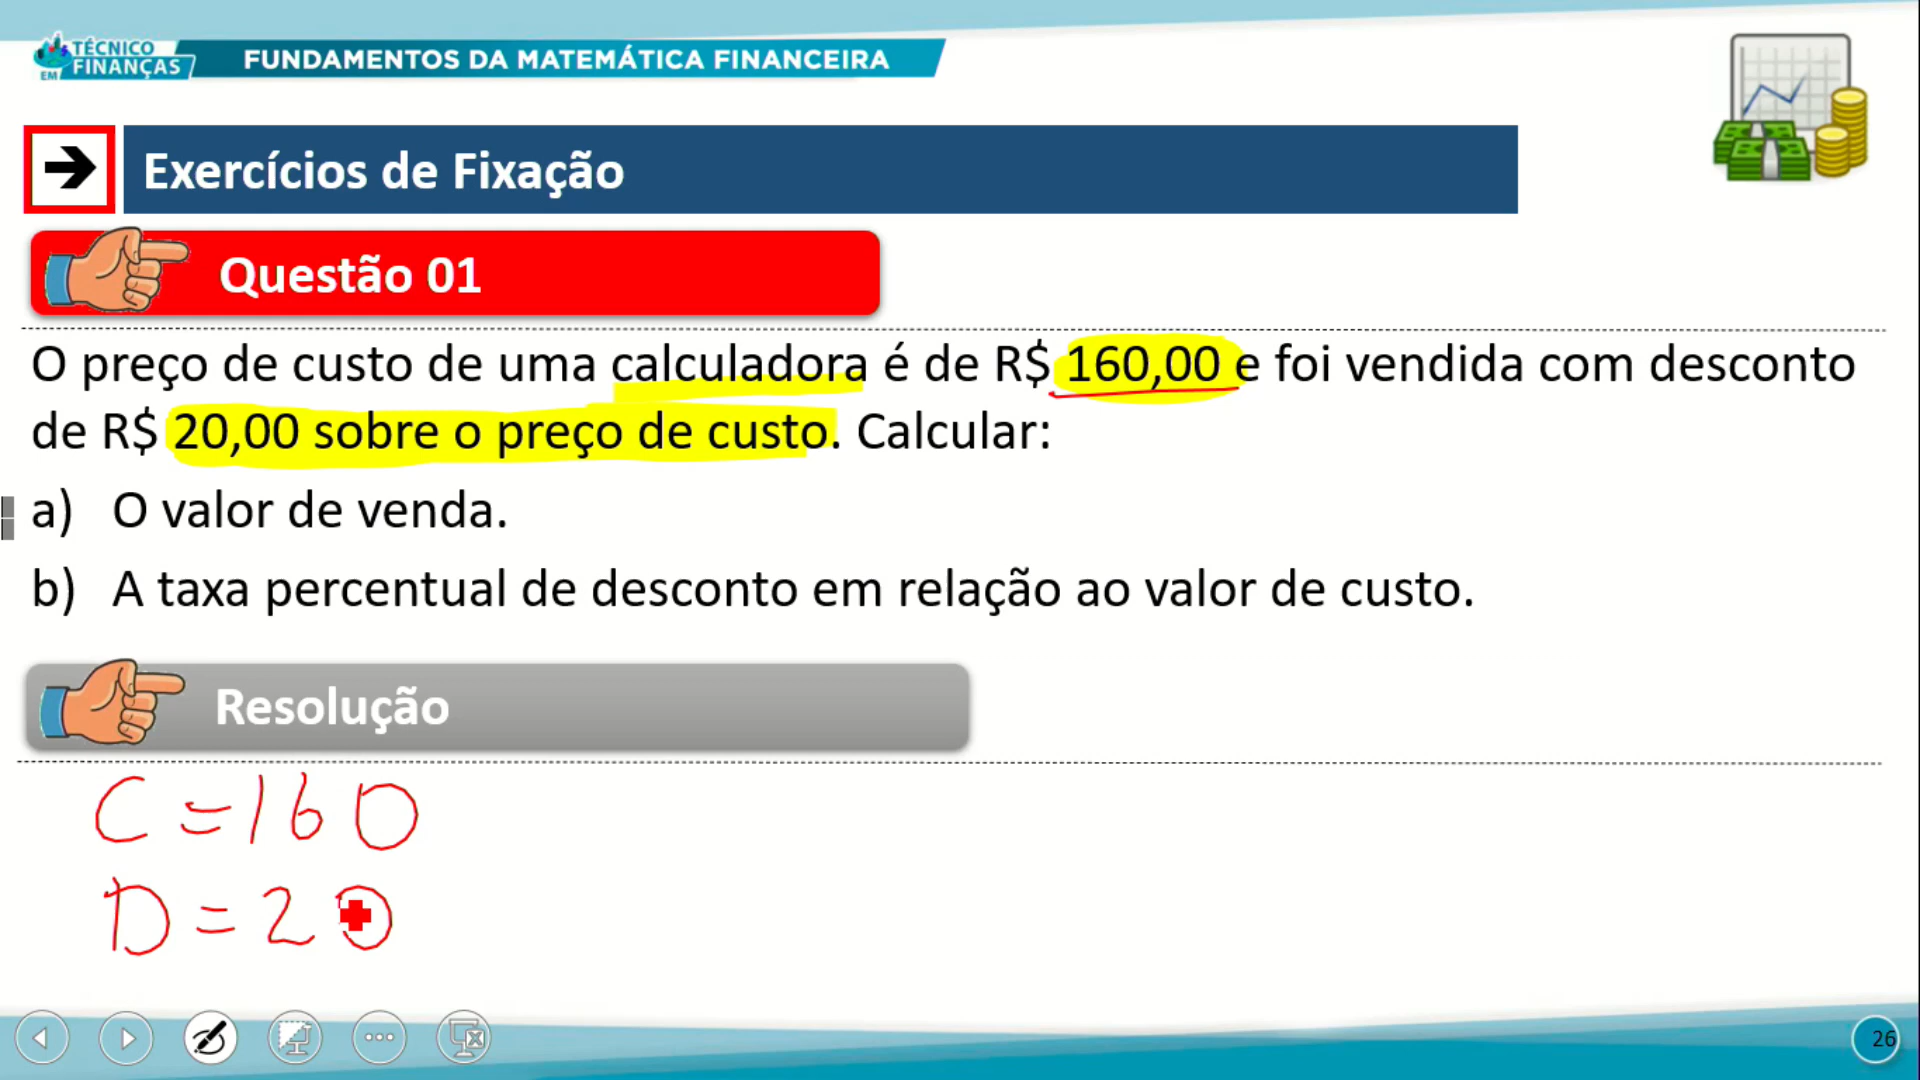 TÉCNICO
EM FINANÇAS
FUNDAMENTOS DA MATEMÁTICA FINANCEIRA
Exercícios de Fixação
Questão 01
O preço de custo de uma calculadora é de R$ 160,00 e foi vendida com desconto
de R$ 20,00 sobre o preço de custo. Calcular:
a) O valor de venda.
b) A taxa percentual de desconto em relação ao valor de custo.
Resolução
C = 160
D = 20
26